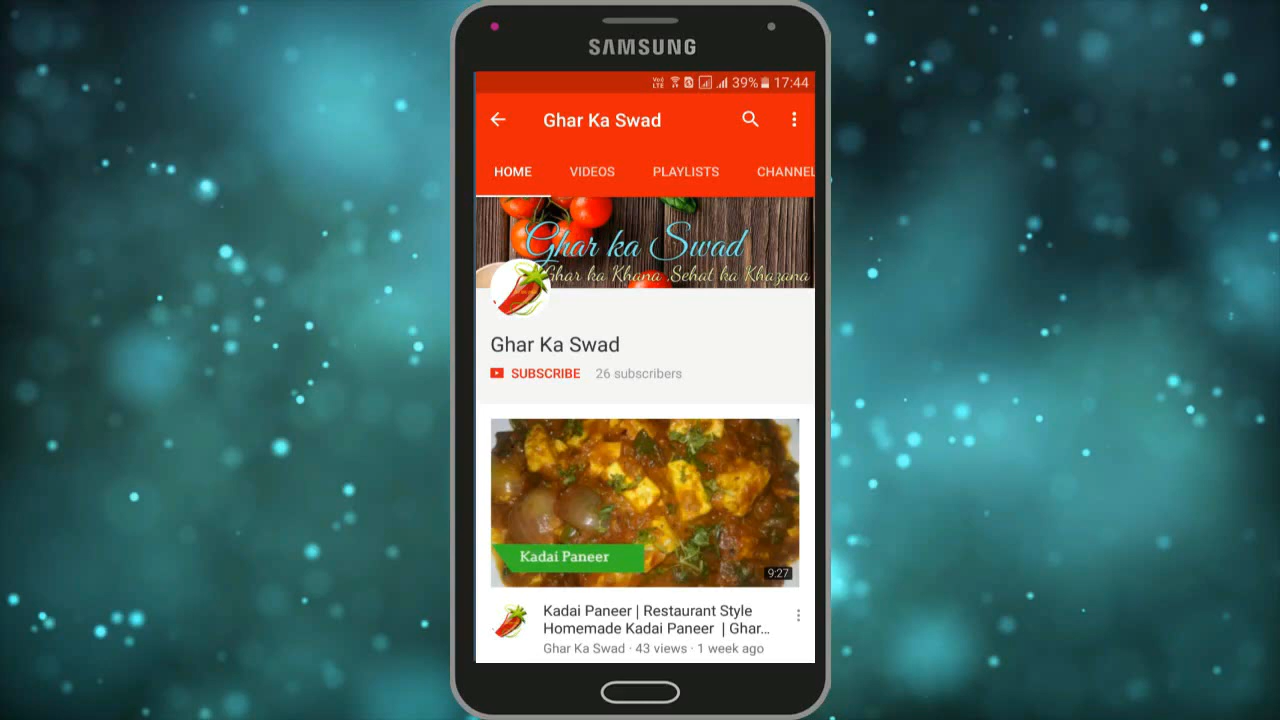 SAMSUNG
39% 17:44
Ghar Ka Swad
HOME VIDEOS PLAYLISTS CHANNEL
Ghar ka Swad
Ghar ka Khana Sehat ka Khazana
Ghar Ka Swad
SUBSCRIBE 26 subscribers
Kadai Paneer
9:27
Kadai Paneer | Restaurant Style
Homemade Kadai Paneer | Ghar...
Ghar Ka Swad · 43 views · 1 week ago